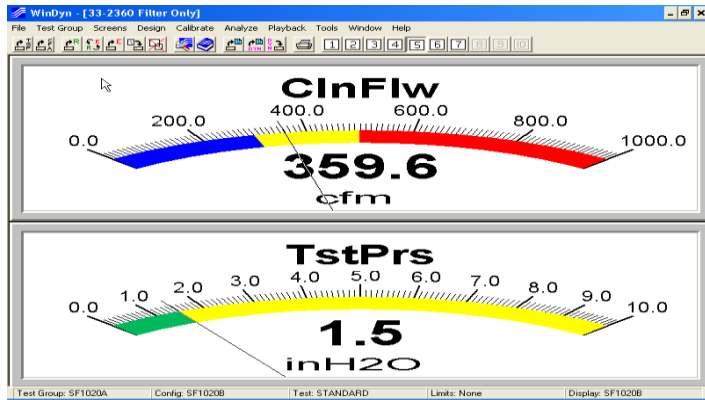 WinDyn - [33-2360 Filter Only]
File Test Group Screens Design Calibrate Analyze Playback Tools Window Help
1 2 3 4 5 6 7 8 9 10
ClnFlw
0.0 200.0 400.0 600.0 800.0 1000.0
359.6
cfm
TstPrs
0.0 1.0 2.0 3.0 4.0 5.0 6.0 7.0 8.0 9.0 10.0
1.5
inH2O
Test Group: SF1020A Config: SF1020B Test: STANDARD Limits: None Display: SF1020B